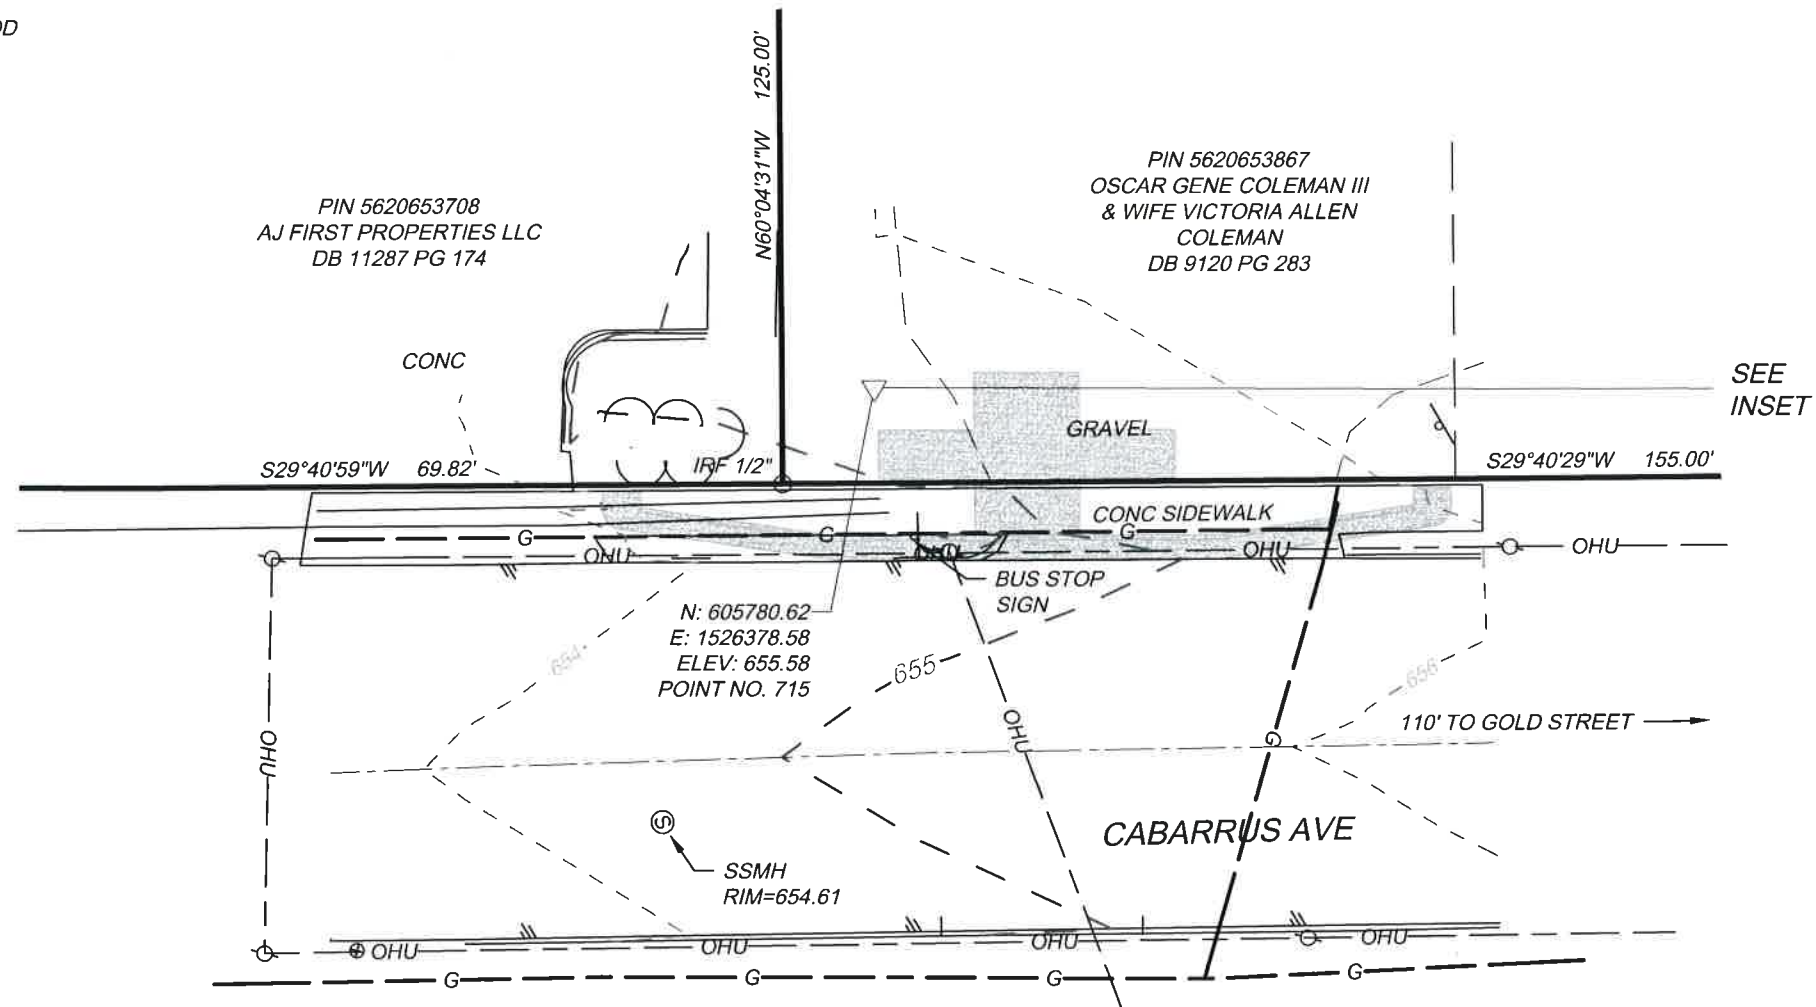 N60°04'31"W 125.00'
PIN 5620653708
AJ FIRST PROPERTIES LLC
DB 11287 PG 174
PIN 5620653867
OSCAR GENE COLEMAN III
& WIFE VICTORIA ALLEN
COLEMAN
DB 9120 PG 283
CONC
SEE
INSET
GRAVEL
S29°40'59"W 69.82'
IRF 1/2"
S29°40'29"W 155.00'
CONC SIDEWALK
G
G
G
OHU
OHU
OHU
BUS STOP
SIGN
N: 605780.62
E: 1526378.58
ELEV: 655.58
POINT NO. 715
654
655
656
OHU
OHU
G
110' TO GOLD STREET
CABARRUS AVE
S
SSMH
RIM=654.61
OHU
OHU
OHU
OHU
G
G
G
G